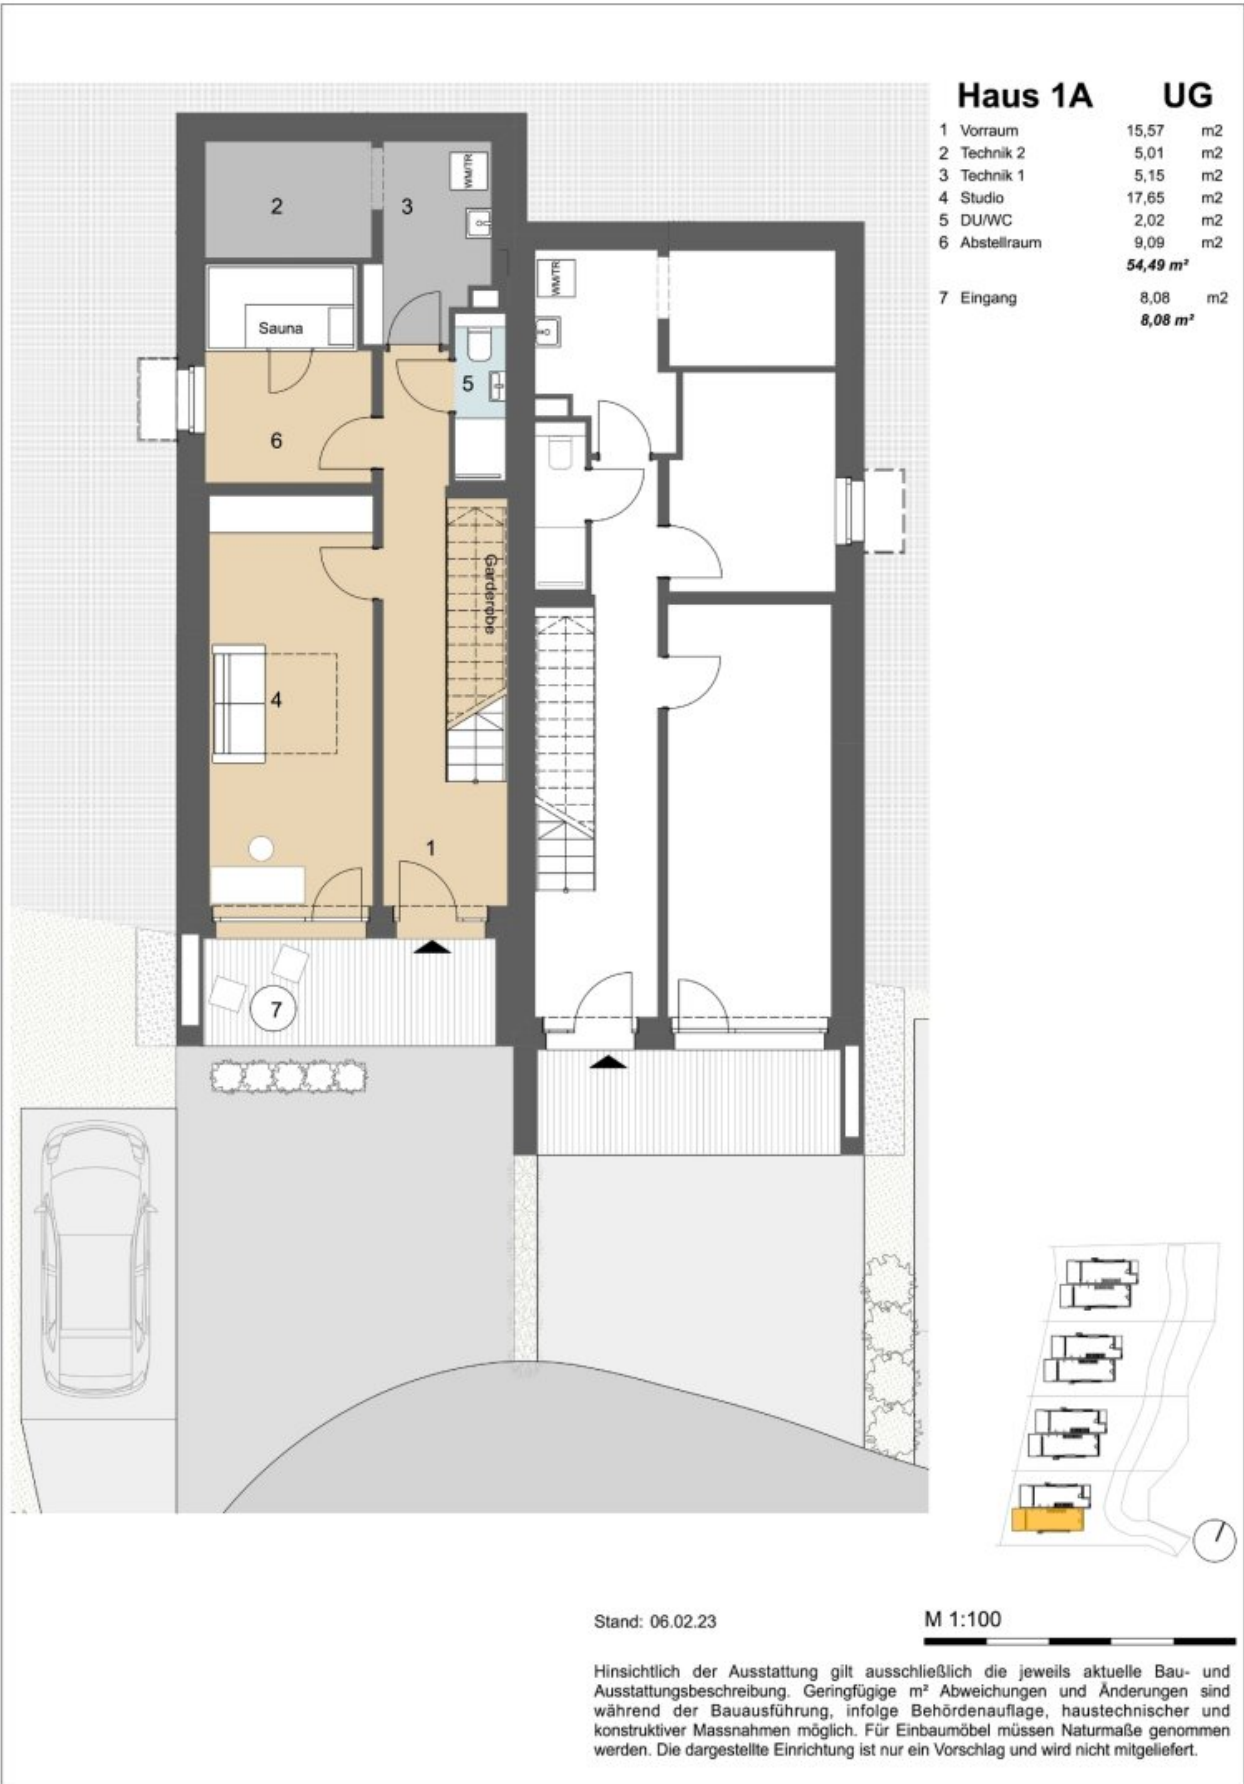 Haus 1A UG
1 Vorraum 15,57 m2
2 Technik 2 5,01 m2
3 Technik 1 5,15 m2
4 Studio 17,65 m2
5 DU/WC 2,02 m2
6 Abstellraum 9,09 m2
54,49 m²
7 Eingang 8,08 m2
8,08 m²
WM/TR
2
3
Sauna
5
6
Garderobe
4
1
7
WM/TR
Stand: 06.02.23
M 1:100
Hinsichtlich der Ausstattung gilt ausschließlich die jeweils aktuelle Bau- und
Ausstattungsbeschreibung. Geringfügige m² Abweichungen und Änderungen sind
während der Bauausführung, infolge Behördenauflage, haustechnischer und
konstruktiver Massnahmen möglich. Für Einbaumöbel müssen Naturmaße genommen
werden. Die dargestellte Einrichtung ist nur ein Vorschlag und wird nicht mitgeliefert.